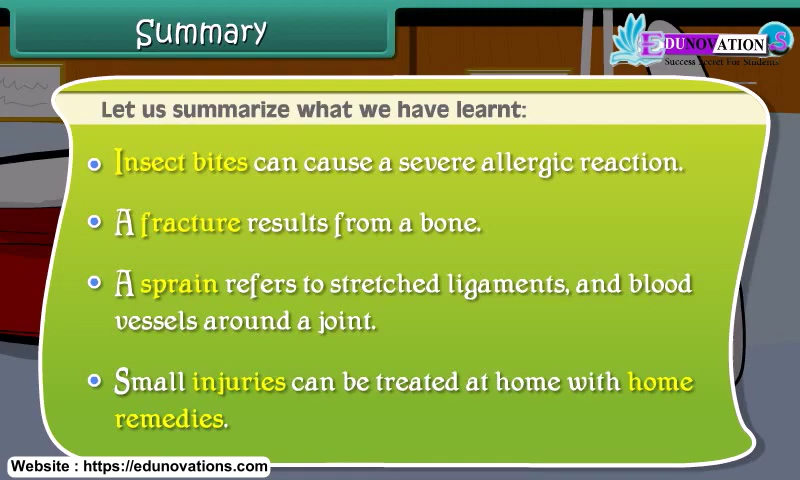 Summary
EDUNOVATIONS
Success Secret For Students
Let us summarize what we have learnt:
Insect bites can cause a severe allergic reaction.
A fracture results from a bone.
A sprain refers to stretched ligaments, and blood
vessels around a joint.
Small injuries can be treated at home with home
remedies.
Website : https://edunovations.com